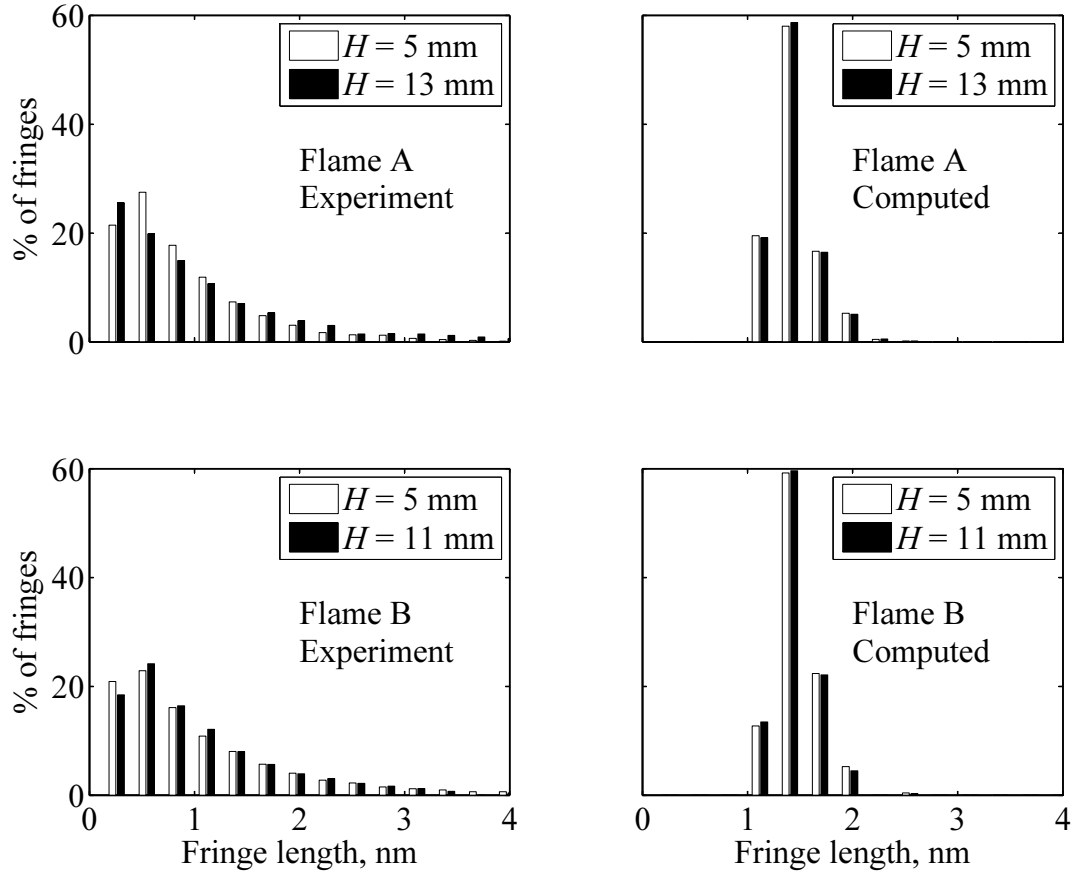 % of fringes
60
40
20
0
H = 5 mm
H = 13 mm
Flame A
Experiment
H = 5 mm
H = 13 mm
Flame A
Computed
% of fringes
60
40
20
0
H = 5 mm
H = 11 mm
Flame B
Experiment
0 1 2 3 4
Fringe length, nm
H = 5 mm
H = 11 mm
Flame B
Computed
0 1 2 3 4
Fringe length, nm